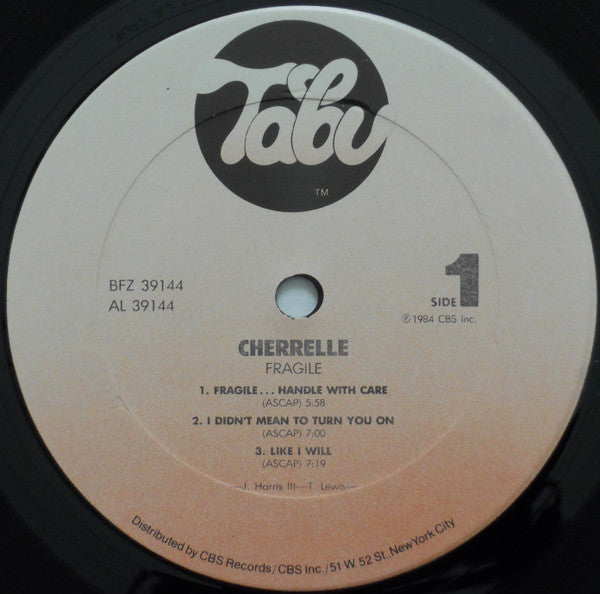 Tabu
TM
BFZ 39144
AL 39144
SIDE 1
℗ 1984 CBS Inc.
CHERRELLE
FRAGILE
1. FRAGILE... HANDLE WITH CARE
(ASCAP) 5:58
2. I DIDN'T MEAN TO TURN YOU ON
(ASCAP) 7:00
3. LIKE I WILL
(ASCAP) 7:19
—J. Harris III—T. Lewis—
Distributed by CBS Records/CBS Inc./51 W. 52 St. New York City